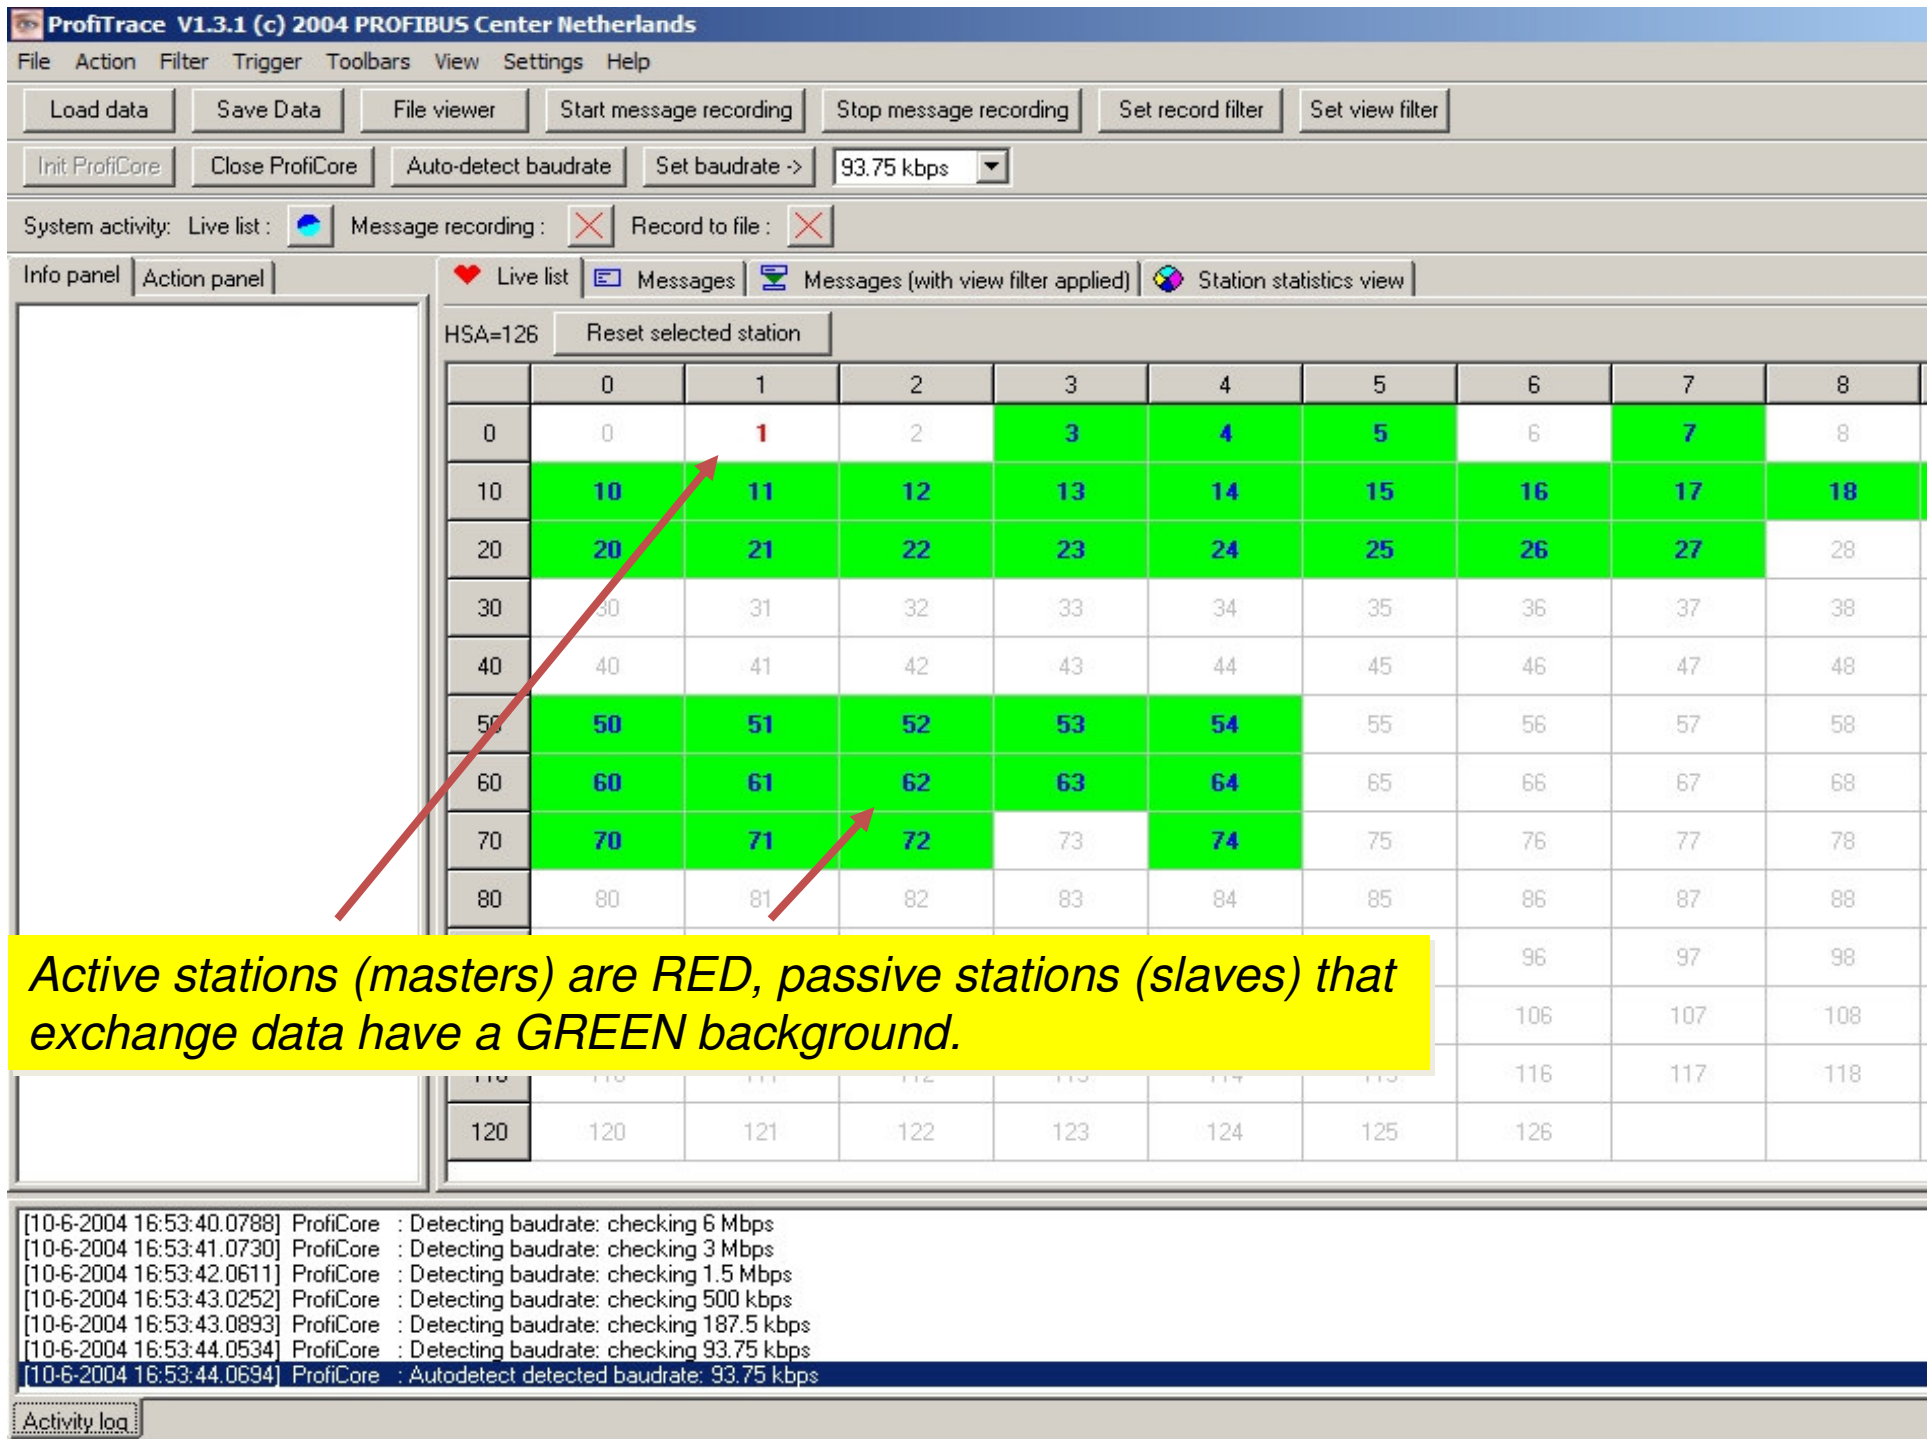 ProfiTrace V1.3.1 (c) 2004 PROFIBUS Center Netherlands
File Action Filter Trigger Toolbars View Settings Help
Load data Save Data File viewer Start message recording Stop message recording Set record filter Set view filter
Init ProfiCore Close ProfiCore Auto-detect baudrate Set baudrate -> 93.75 kbps
System activity: Live list : Message recording : Record to file :
Info panel Action panel Live list Messages Messages (with view filter applied) Station statistics view
HSA=126 Reset selected station
0 1 2 3 4 5 6 7 8
0 0 1 2 3 4 5 6 7 8
10 10 11 12 13 14 15 16 17 18
20 20 21 22 23 24 25 26 27 28
30 30 31 32 33 34 35 36 37 38
40 40 41 42 43 44 45 46 47 48
50 50 51 52 53 54 55 56 57 58
60 60 61 62 63 64 65 66 67 68
70 70 71 72 73 74 75 76 77 78
80 80 81 82 83 84 85 86 87 88
96 97 98
Active stations (masters) are RED, passive stations (slaves) that
exchange data have a GREEN background.
106 107 108
116 117 118
120 120 121 122 123 124 125 126
[10-6-2004 16:53:40.0788] ProfiCore : Detecting baudrate: checking 6 Mbps
[10-6-2004 16:53:41.0730] ProfiCore : Detecting baudrate: checking 3 Mbps
[10-6-2004 16:53:42.0611] ProfiCore : Detecting baudrate: checking 1.5 Mbps
[10-6-2004 16:53:43.0252] ProfiCore : Detecting baudrate: checking 500 kbps
[10-6-2004 16:53:43.0893] ProfiCore : Detecting baudrate: checking 187.5 kbps
[10-6-2004 16:53:44.0534] ProfiCore : Detecting baudrate: checking 93.75 kbps
[10-6-2004 16:53:44.0694] ProfiCore : Autodetect detected baudrate: 93.75 kbps
Activity log